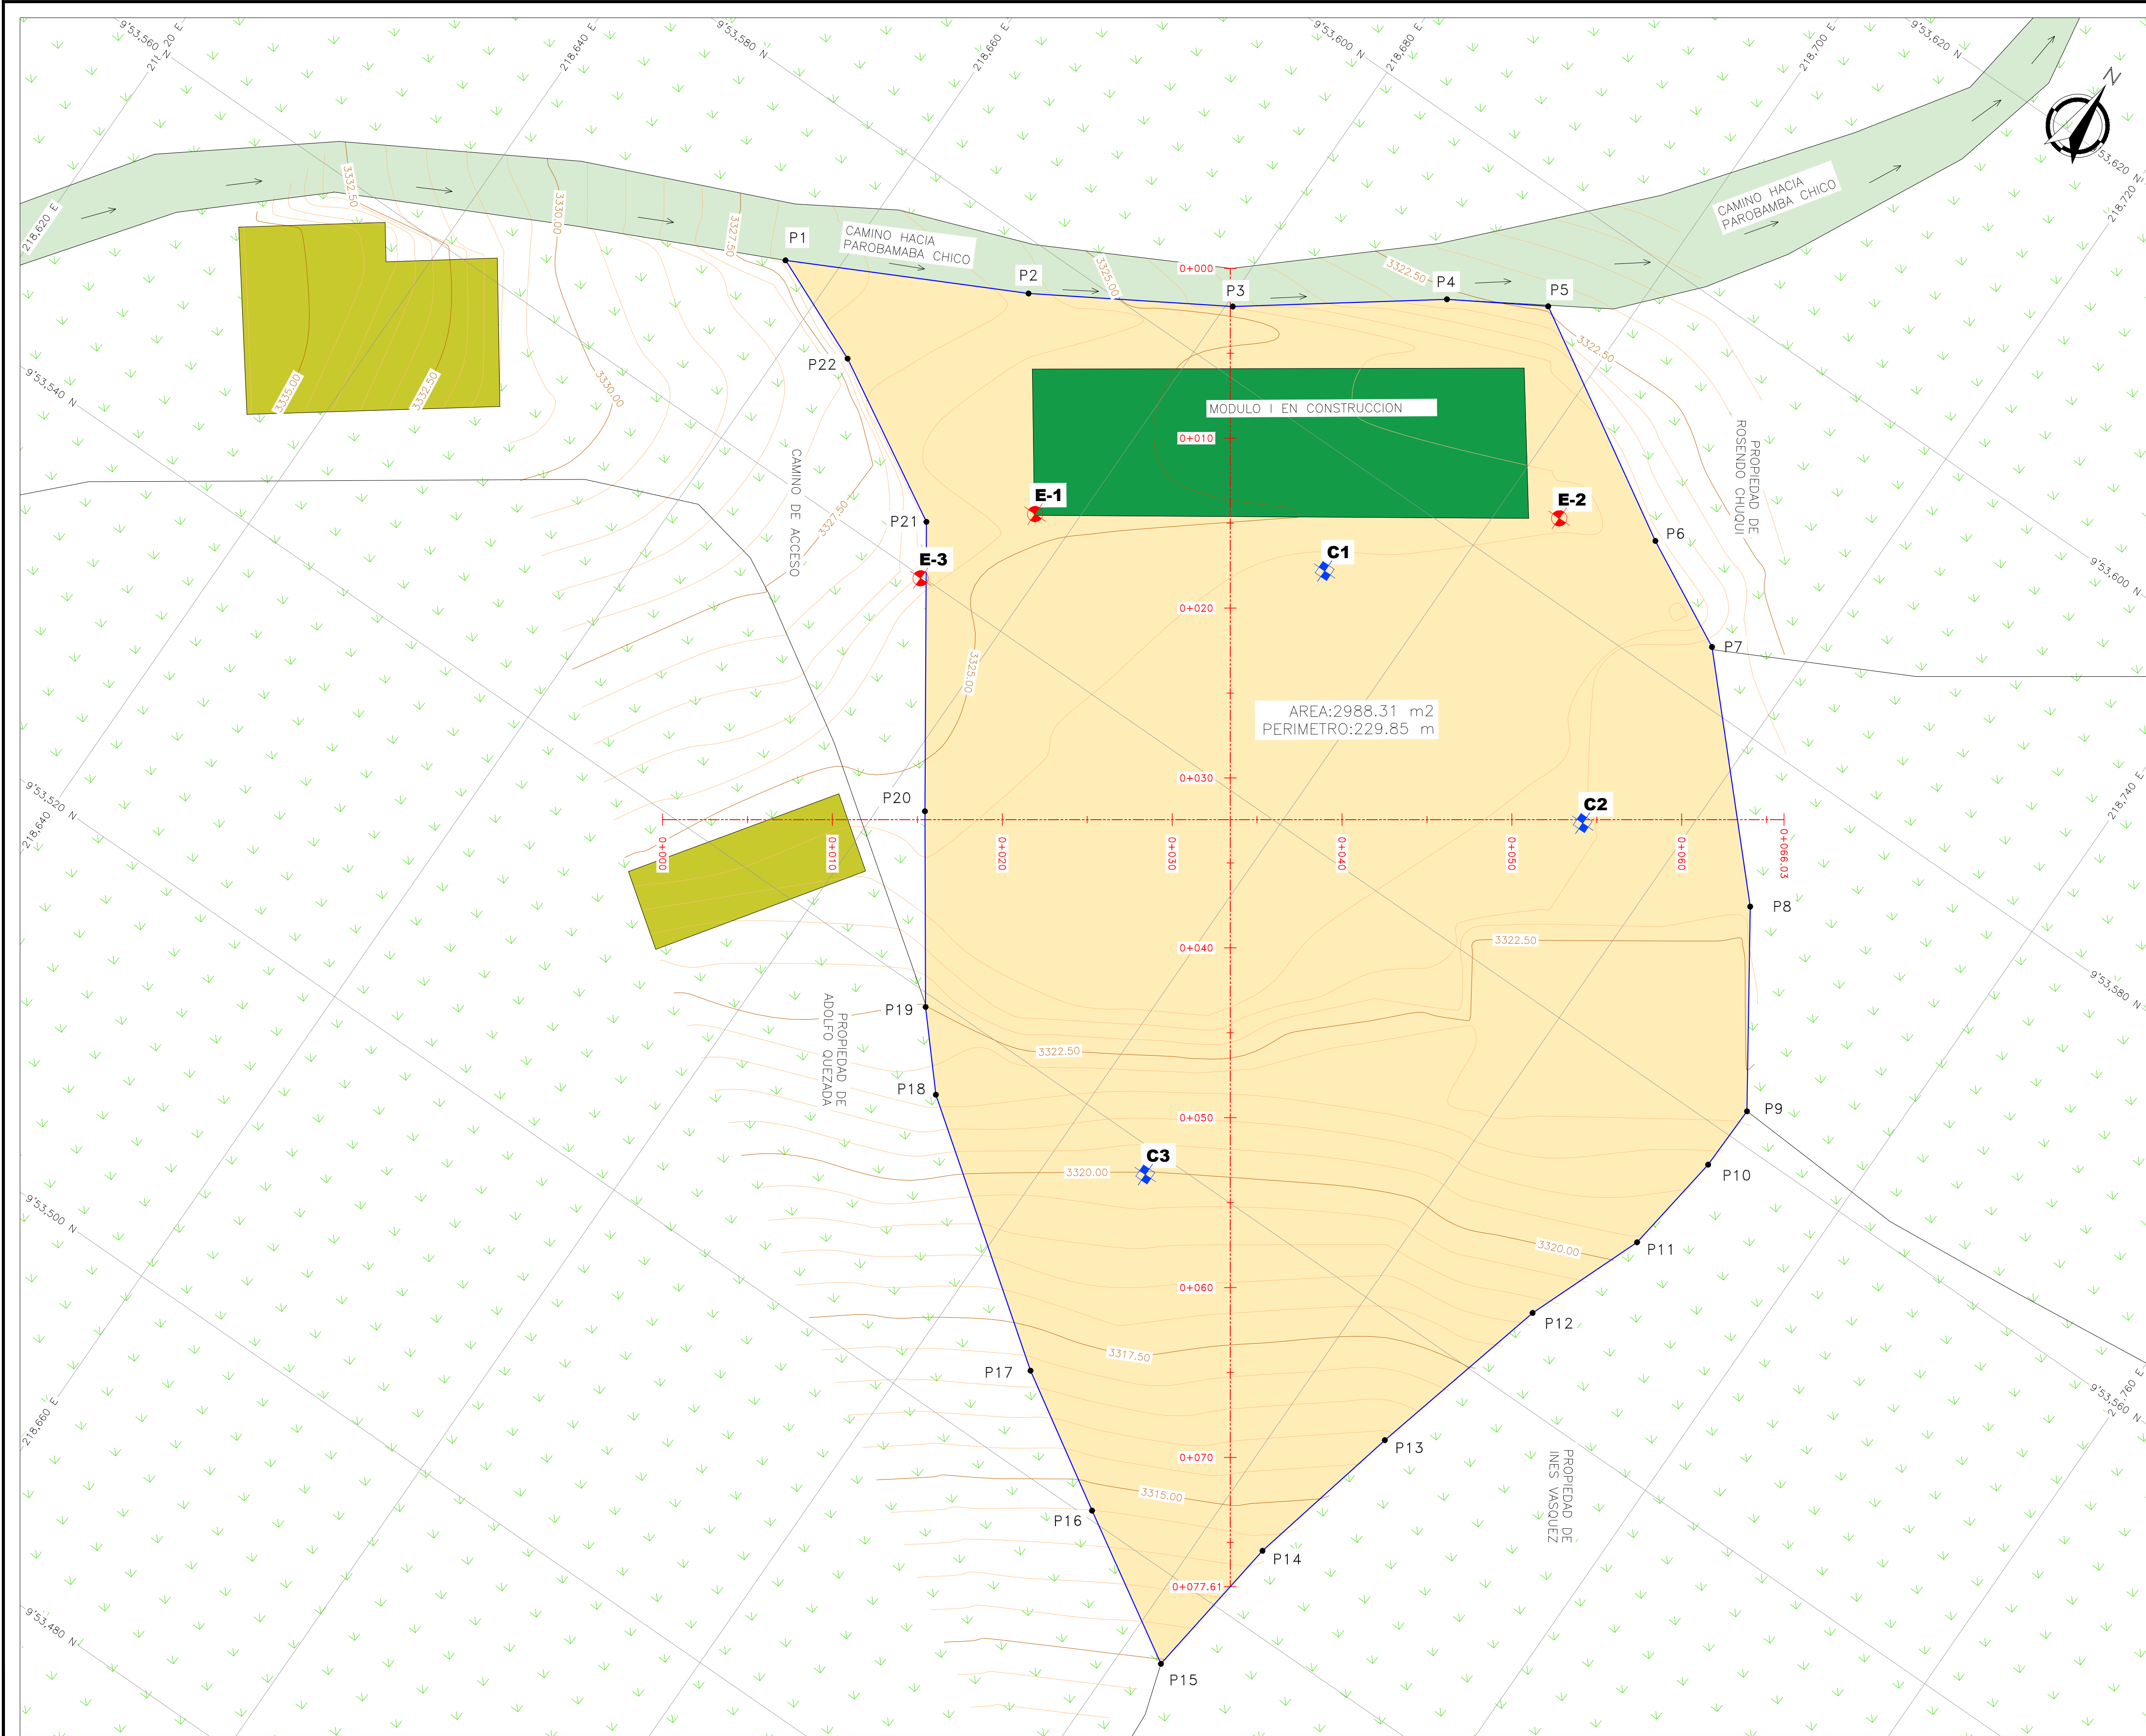 9'53,560 N
218,640 E
9'53,580 N
218,660 E
9'53,600 N
218,680 E
218,700 E
9'53,620 N
N
9'53,620 N
218,720 E
218,620 E
3332.50
3330.00
3327.50
P1
CAMINO HACIA
PAROBAMABA CHICO
P2
3325.00
0+000
P3
3322.50
P4
P5
CAMINO HACIA
PAROBAMBA CHICO
3335.00
3332.50
3330.00
P22
3322.50
9'53,540 N
MODULO I EN CONSTRUCCION
0+010
CAMINO DE ACCESO
3327.50
PROPIEDAD DE
ROSENDO CHUQUI
E-1
E-2
P21
P6
E-3
C1
9'53,600 N
0+020
P7
3325.00
AREA:2988.31 m2
PERIMETRO:229.85 m
9'53,520 N
218,640 E
0+030
218,740 E
P20
C2
0+000
0+010
0+020
0+030
0+040
0+050
0+060
0+066.03
P8
3322.50
0+040
9'53,580 N
P19
PROPIEDAD DE
ADOLFO QUEZADA
3322.50
P18
P9
0+050
C3
3320.00
P10
9'53,500 N
P11
3320.00
0+060
P12
3317.50
P17
9'53,560 N
218,660 E
P13
0+070
PROPIEDAD DE
INES VASQUEZ
3315.00
P16
P14
0+077.61
9'53,480 N
P15